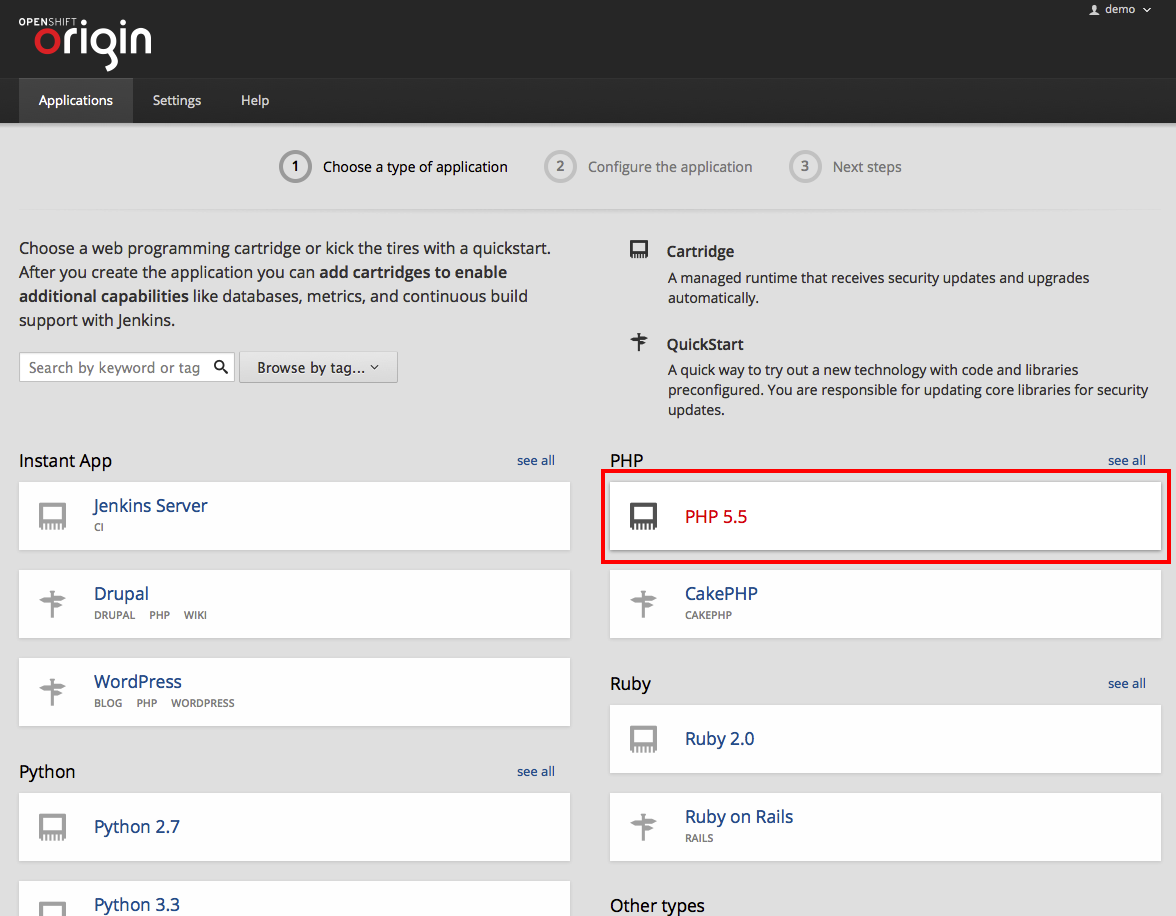 OPENSHIFT
origin
demo
Applications
Settings
Help
1
Choose a type of application
2
Configure the application
3
Next steps
Choose a web programming cartridge or kick the tires with a quickstart.
After you create the application you can add cartridges to enable
additional capabilities like databases, metrics, and continuous build
support with Jenkins.
Search by keyword or tag
Browse by tag...
Cartridge
A managed runtime that receives security updates and upgrades
automatically.
QuickStart
A quick way to try out a new technology with code and libraries
preconfigured. You are responsible for updating core libraries for security
updates.
Instant App
see all
Jenkins Server
CI
Drupal
DRUPAL PHP WIKI
WordPress
BLOG PHP WORDPRESS
Python
see all
Python 2.7
Python 3.3
PHP
see all
PHP 5.5
CakePHP
CAKEPHP
Ruby
see all
Ruby 2.0
Ruby on Rails
RAILS
Other types